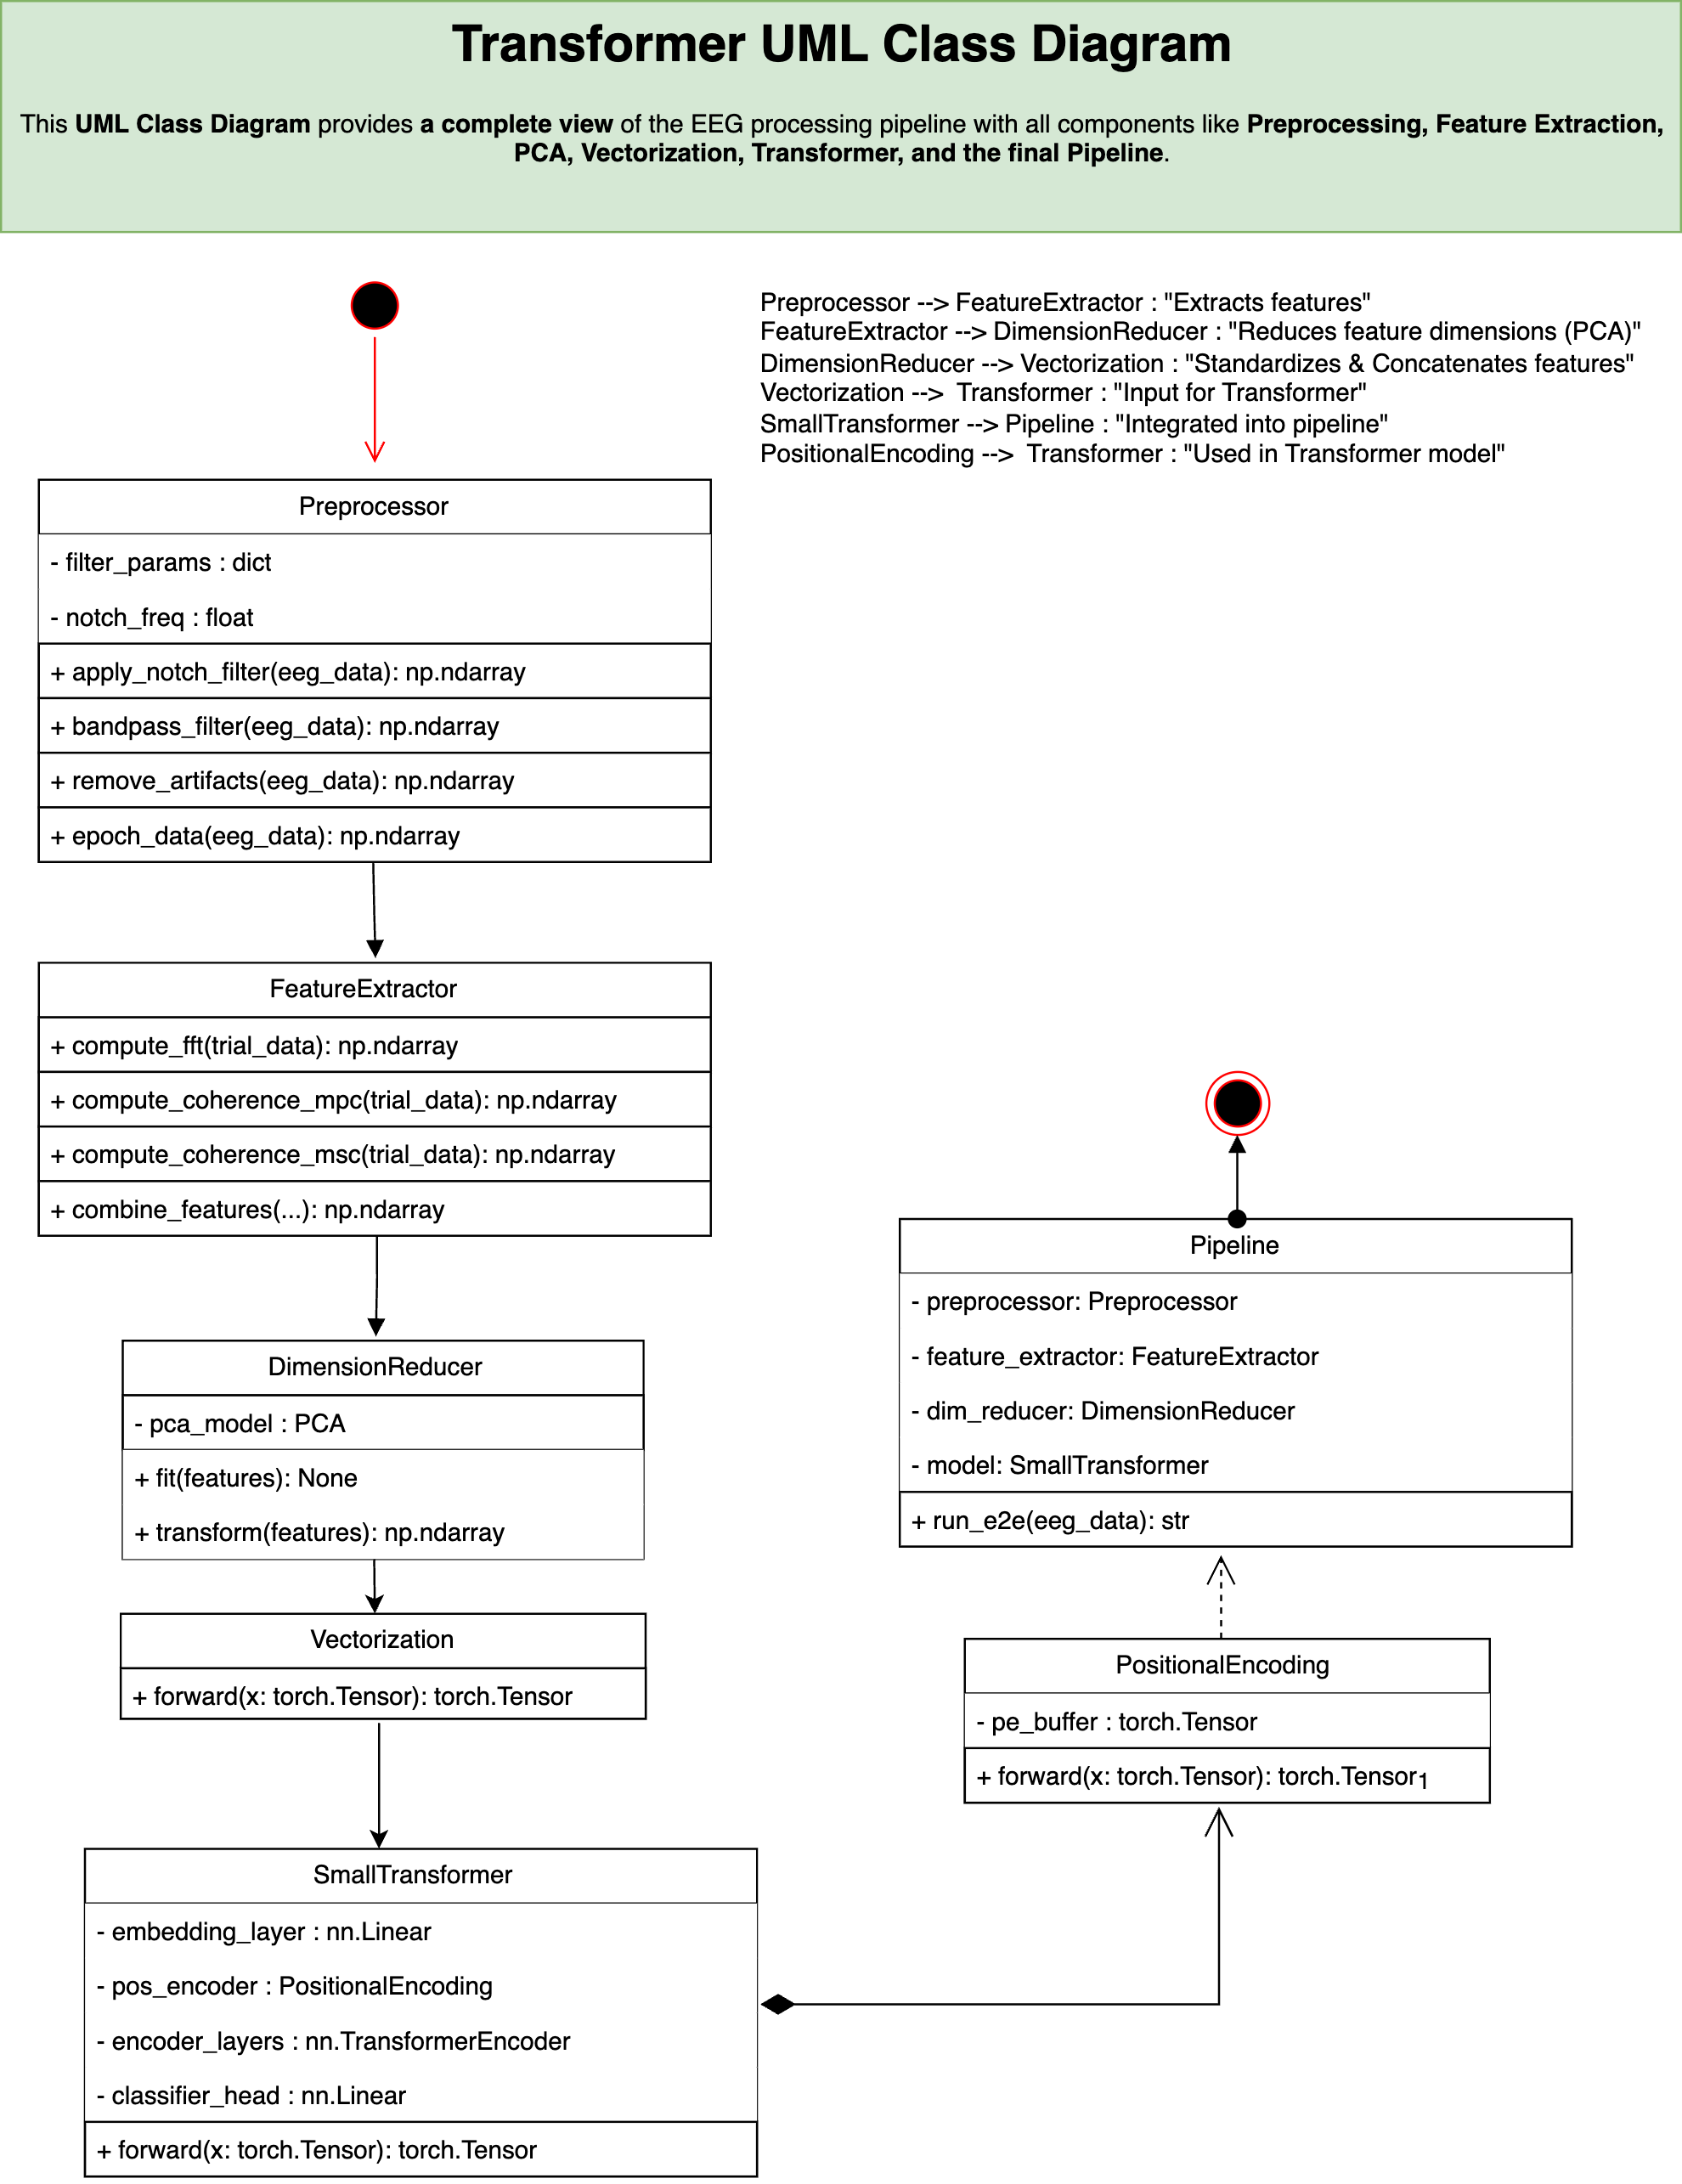 Transformer UML Class Diagram
This UML Class Diagram provides a complete view of the EEG processing pipeline with all components like Preprocessing, Feature Extraction,
PCA, Vectorization, Transformer, and the final Pipeline.
Preprocessor --> FeatureExtractor : "Extracts features"
FeatureExtractor --> DimensionReducer : "Reduces feature dimensions (PCA)"
DimensionReducer --> Vectorization : "Standardizes & Concatenates features"
Vectorization -->  Transformer : "Input for Transformer"
SmallTransformer --> Pipeline : "Integrated into pipeline"
PositionalEncoding -->  Transformer : "Used in Transformer model"
Preprocessor
- filter_params : dict
- notch_freq : float
+ apply_notch_filter(eeg_data): np.ndarray
+ bandpass_filter(eeg_data): np.ndarray
+ remove_artifacts(eeg_data): np.ndarray
+ epoch_data(eeg_data): np.ndarray
FeatureExtractor
+ compute_fft(trial_data): np.ndarray
+ compute_coherence_mpc(trial_data): np.ndarray
+ compute_coherence_msc(trial_data): np.ndarray
+ combine_features(...): np.ndarray
DimensionReducer
- pca_model : PCA
+ fit(features): None
+ transform(features): np.ndarray
Vectorization
+ forward(x: torch.Tensor): torch.Tensor
SmallTransformer
- embedding_layer : nn.Linear
- pos_encoder : PositionalEncoding
- encoder_layers : nn.TransformerEncoder
- classifier_head : nn.Linear
+ forward(x: torch.Tensor): torch.Tensor
Pipeline
- preprocessor: Preprocessor
- feature_extractor: FeatureExtractor
- dim_reducer: DimensionReducer
- model: SmallTransformer
+ run_e2e(eeg_data): str
PositionalEncoding
- pe_buffer : torch.Tensor
+ forward(x: torch.Tensor): torch.Tensor
1